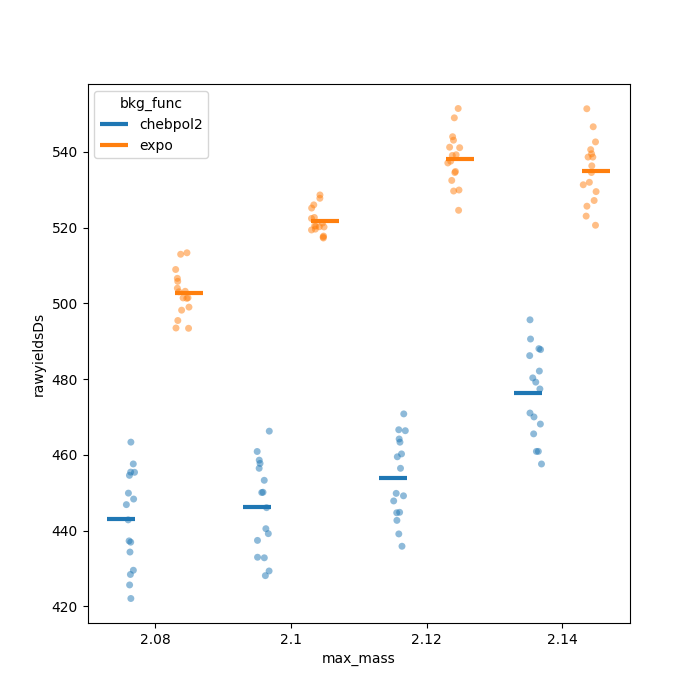 bkg_func
chebpol2
expo
rawyieldsDs
540
520
500
480
460
440
420
2.08
2.1
2.12
2.14
max_mass